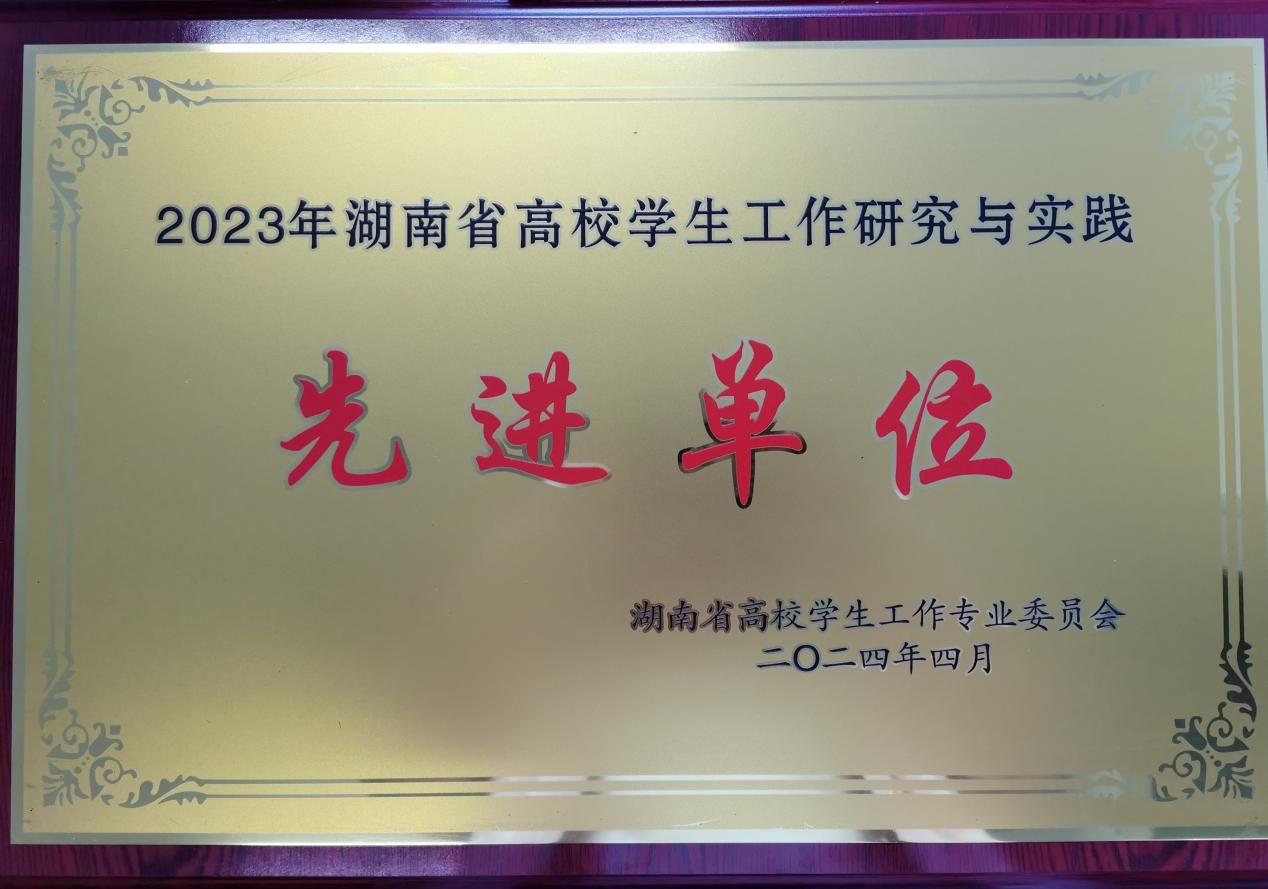 2023年湖南省高校学生工作研究与实践
先进单位
湖南省高校学生工作专业委员会
二〇二四年四月